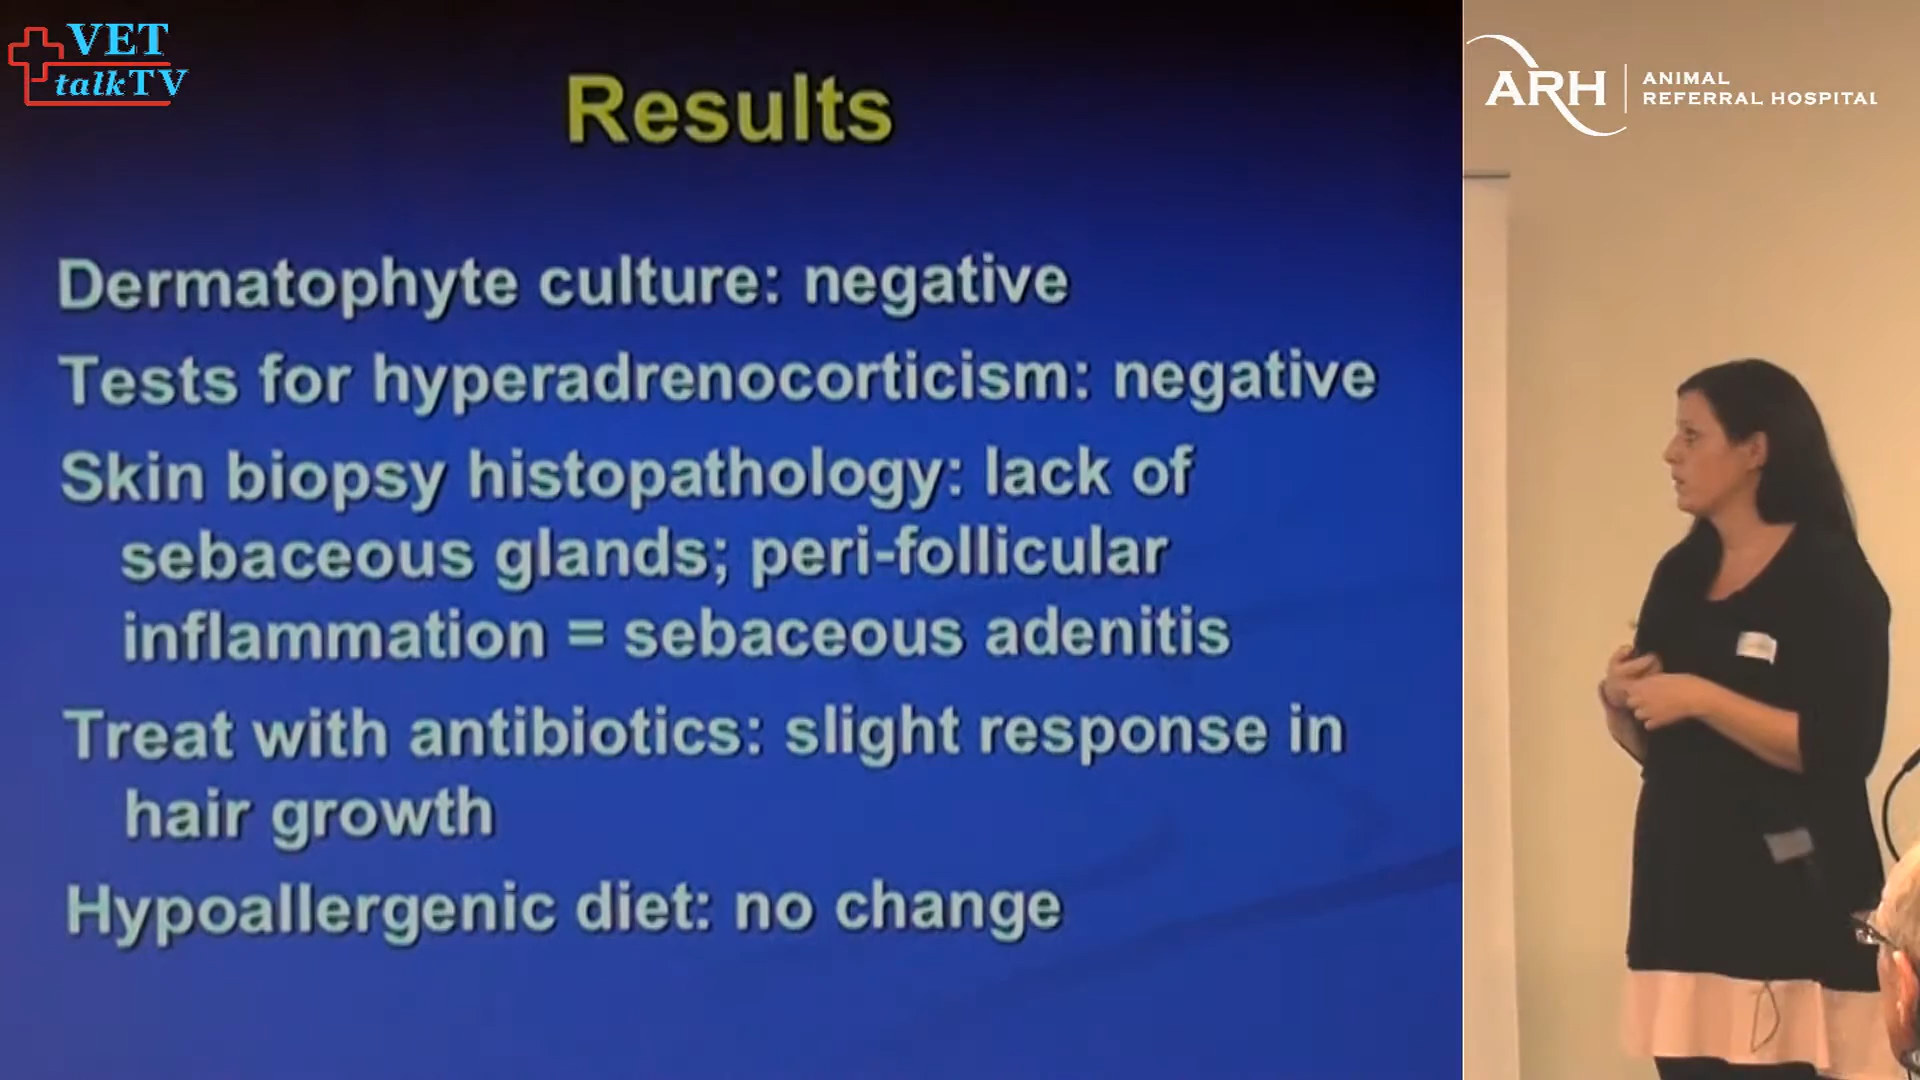 VET
talkTV
ARH
ANIMAL
REFERRAL HOSPITAL
Results
Dermatophyte culture: negative
Tests for hyperadrenocorticism: negative
Skin biopsy histopathology: lack of
sebaceous glands; peri-follicular
inflammation = sebaceous adenitis
Treat with antibiotics: slight response in
hair growth
Hypoallergenic diet: no change